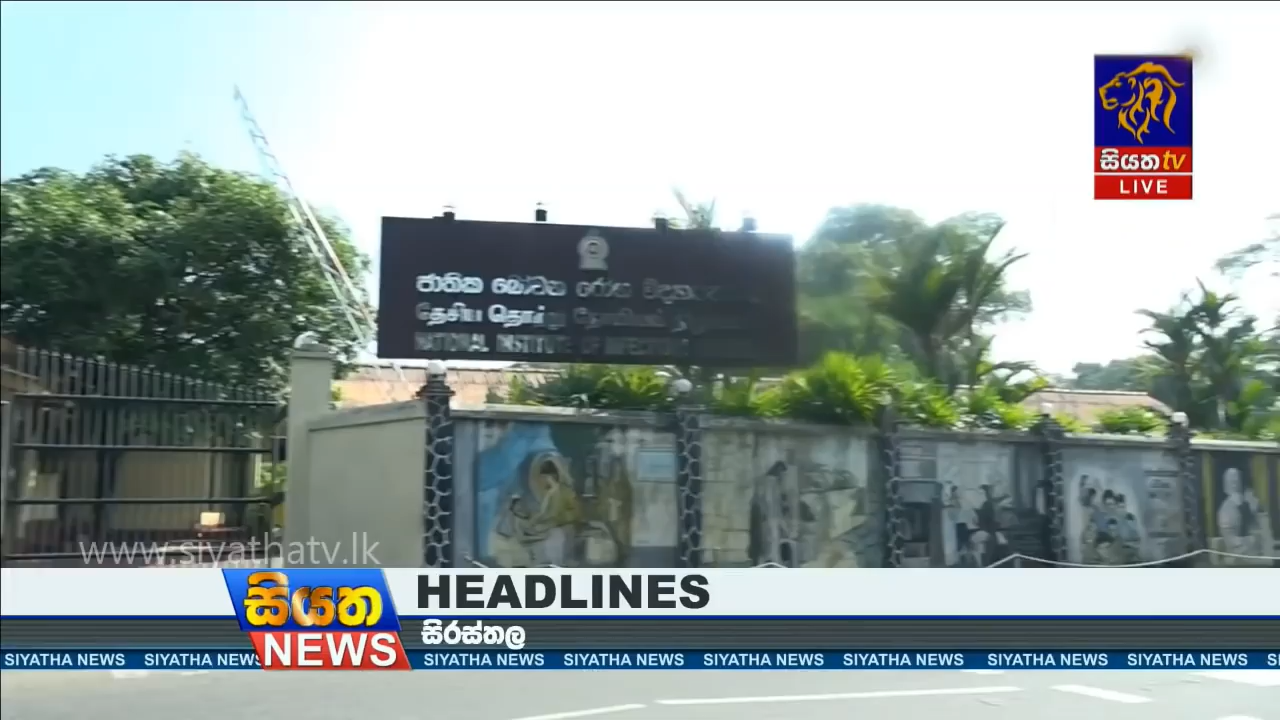 සියත tv
LIVE
ජාතික බෝවන රෝග
தேசிய தொற்று
NATIONAL INSTITUTE OF
www.siyathatv.lk
සියත
NEWS
HEADLINES
සිරස්තල
SIYATHA NEWS SIYATHA NEWS SIYATHA NEWS SIYATHA NEWS SIYATHA NEWS SIYATHA NEWS SIYATHA NEWS SIYATHA NEWS